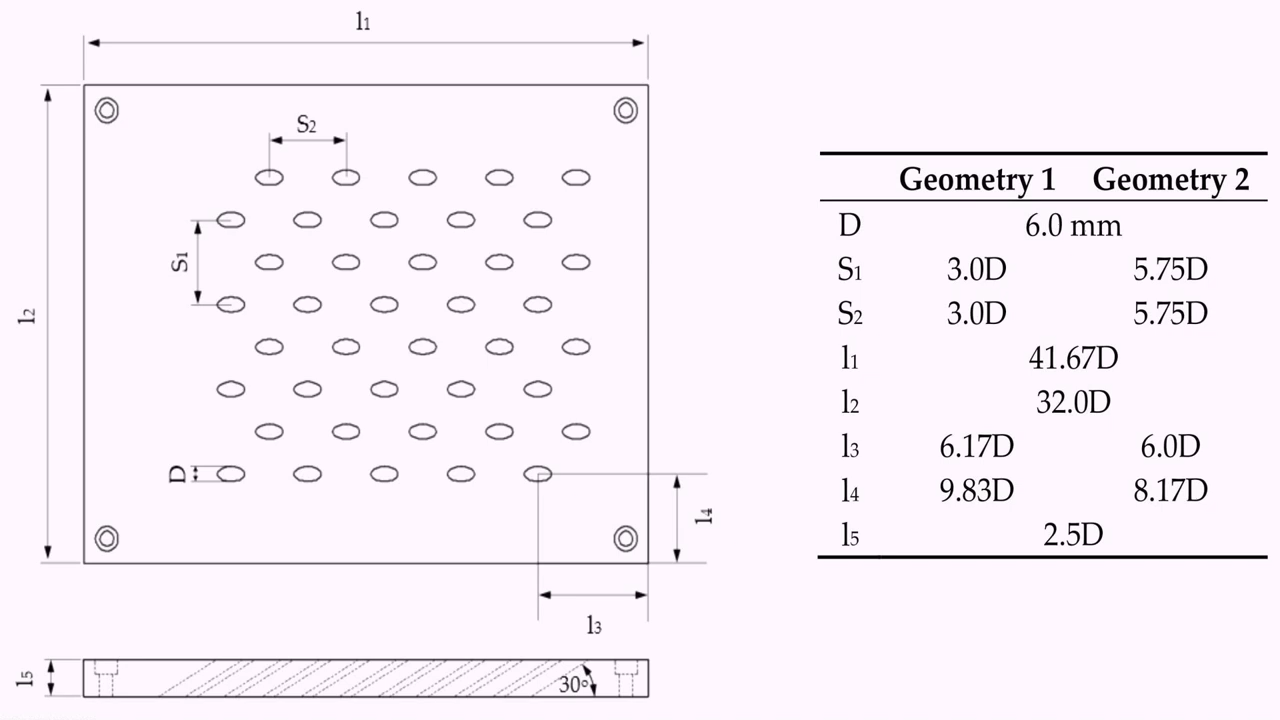 l₁
S₂
S₁
l₂
D
l₄
l₃
l₅
30°
Geometry 1 Geometry 2
D 6.0 mm
S₁ 3.0D 5.75D
S₂ 3.0D 5.75D
l₁ 41.67D
l₂ 32.0D
l₃ 6.17D 6.0D
l₄ 9.83D 8.17D
l₅ 2.5D